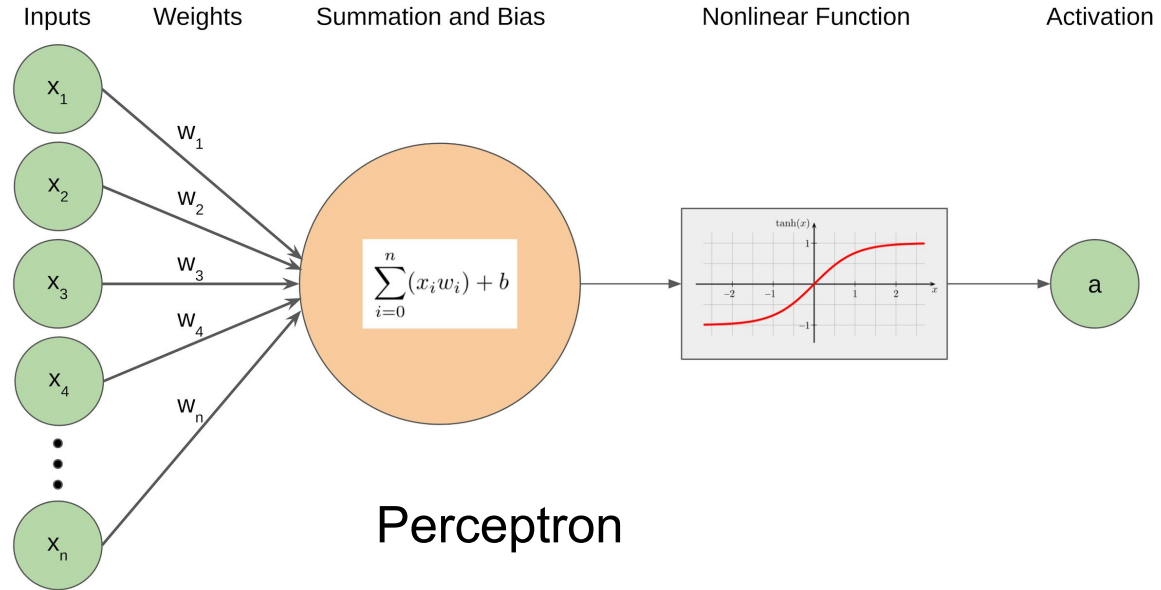 Inputs Weights Summation and Bias Nonlinear Function Activation
x1
w1
x2
w2
x3
w3
x4
w4
xn
wn
n
∑(xiwi) + b
i=0
tanh(x)
1
−2 −1 1 2 x
−1
a
Perceptron